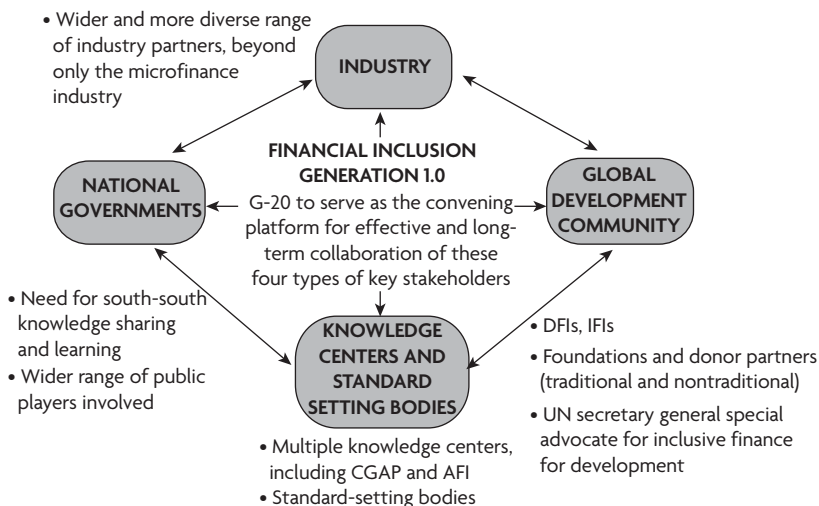 • Wider and more diverse range
of industry partners, beyond
only the microfinance
industry
INDUSTRY
FINANCIAL INCLUSION
GENERATION 1.0
G-20 to serve as the convening
platform for effective and long-
term collaboration of these
four types of key stakeholders
NATIONAL
GOVERNMENTS
GLOBAL
DEVELOPMENT
COMMUNITY
• Need for south-south
knowledge sharing
and learning
• Wider range of public
players involved
KNOWLEDGE
CENTERS AND
STANDARD
SETTING BODIES
• DFIs, IFIs
• Foundations and donor partners
(traditional and nontraditional)
• UN secretary general special
advocate for inclusive finance
for development
• Multiple knowledge centers,
including CGAP and AFI
• Standard-setting bodies